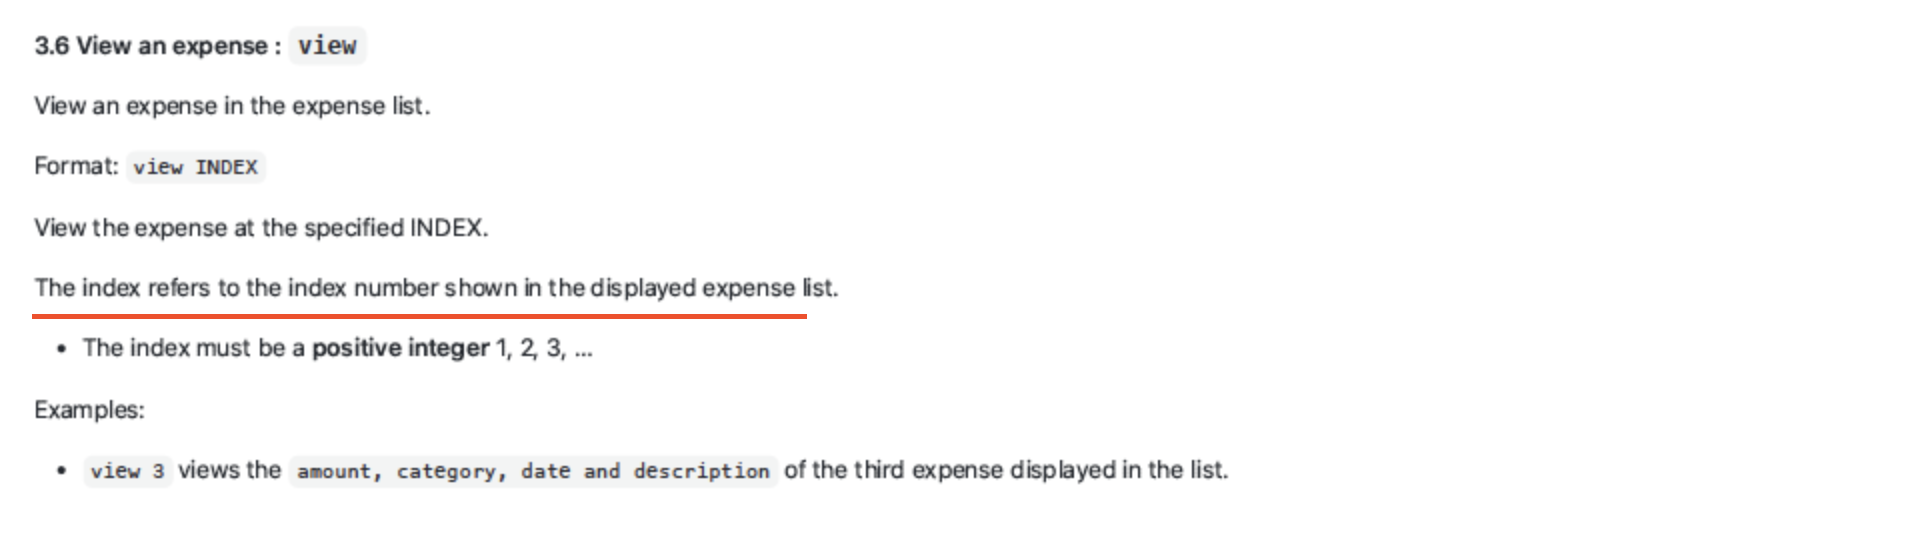 3.6 View an expense : view
View an expense in the expense list.
Format: view INDEX
View the expense at the specified INDEX.
The index refers to the index number shown in the displayed expense list.
• The index must be a positive integer 1, 2, 3, ...
Examples:
• view 3 views the amount, category, date and description of the third expense displayed in the list.